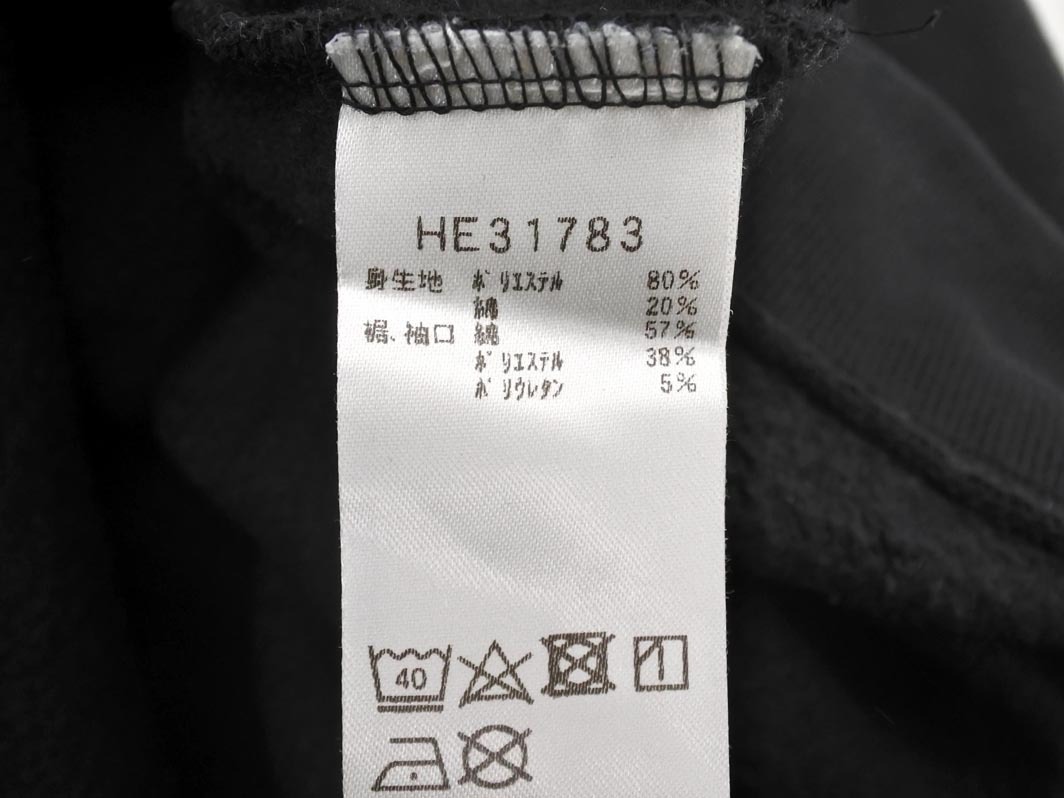 HE31783
身生地 ポリエステル 80%
綿 20%
裾、袖口 綿 57%
ポリエステル 38%
ポリウレタン 5%
40